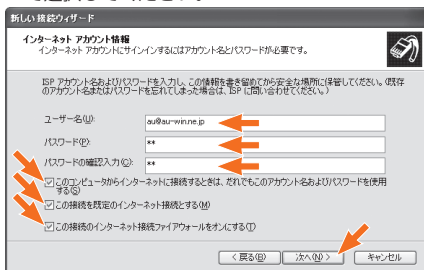 新しい接続ウィザード
インターネット アカウント情報
インターネット アカウントにサインインするにはアカウント名とパスワードが必要です。
ISP アカウント名およびパスワードを入力し、この情報を書き留めてから安全な場所に保管してください。(既存
のアカウント名またはパスワードを忘れてしまった場合は、ISP に問い合わせてください。)
ユーザー名(U): au@au-win.ne.jp
パスワード(P): **
パスワードの確認入力(C): **
このコンピュータからインターネットに接続するときは、だれでもこのアカウント名およびパスワードを使用
する(S)
この接続を既定のインターネット接続とする(M)
この接続のインターネット接続ファイアウォールをオンにする(T)
< 戻る(B) 次へ(N) > キャンセル